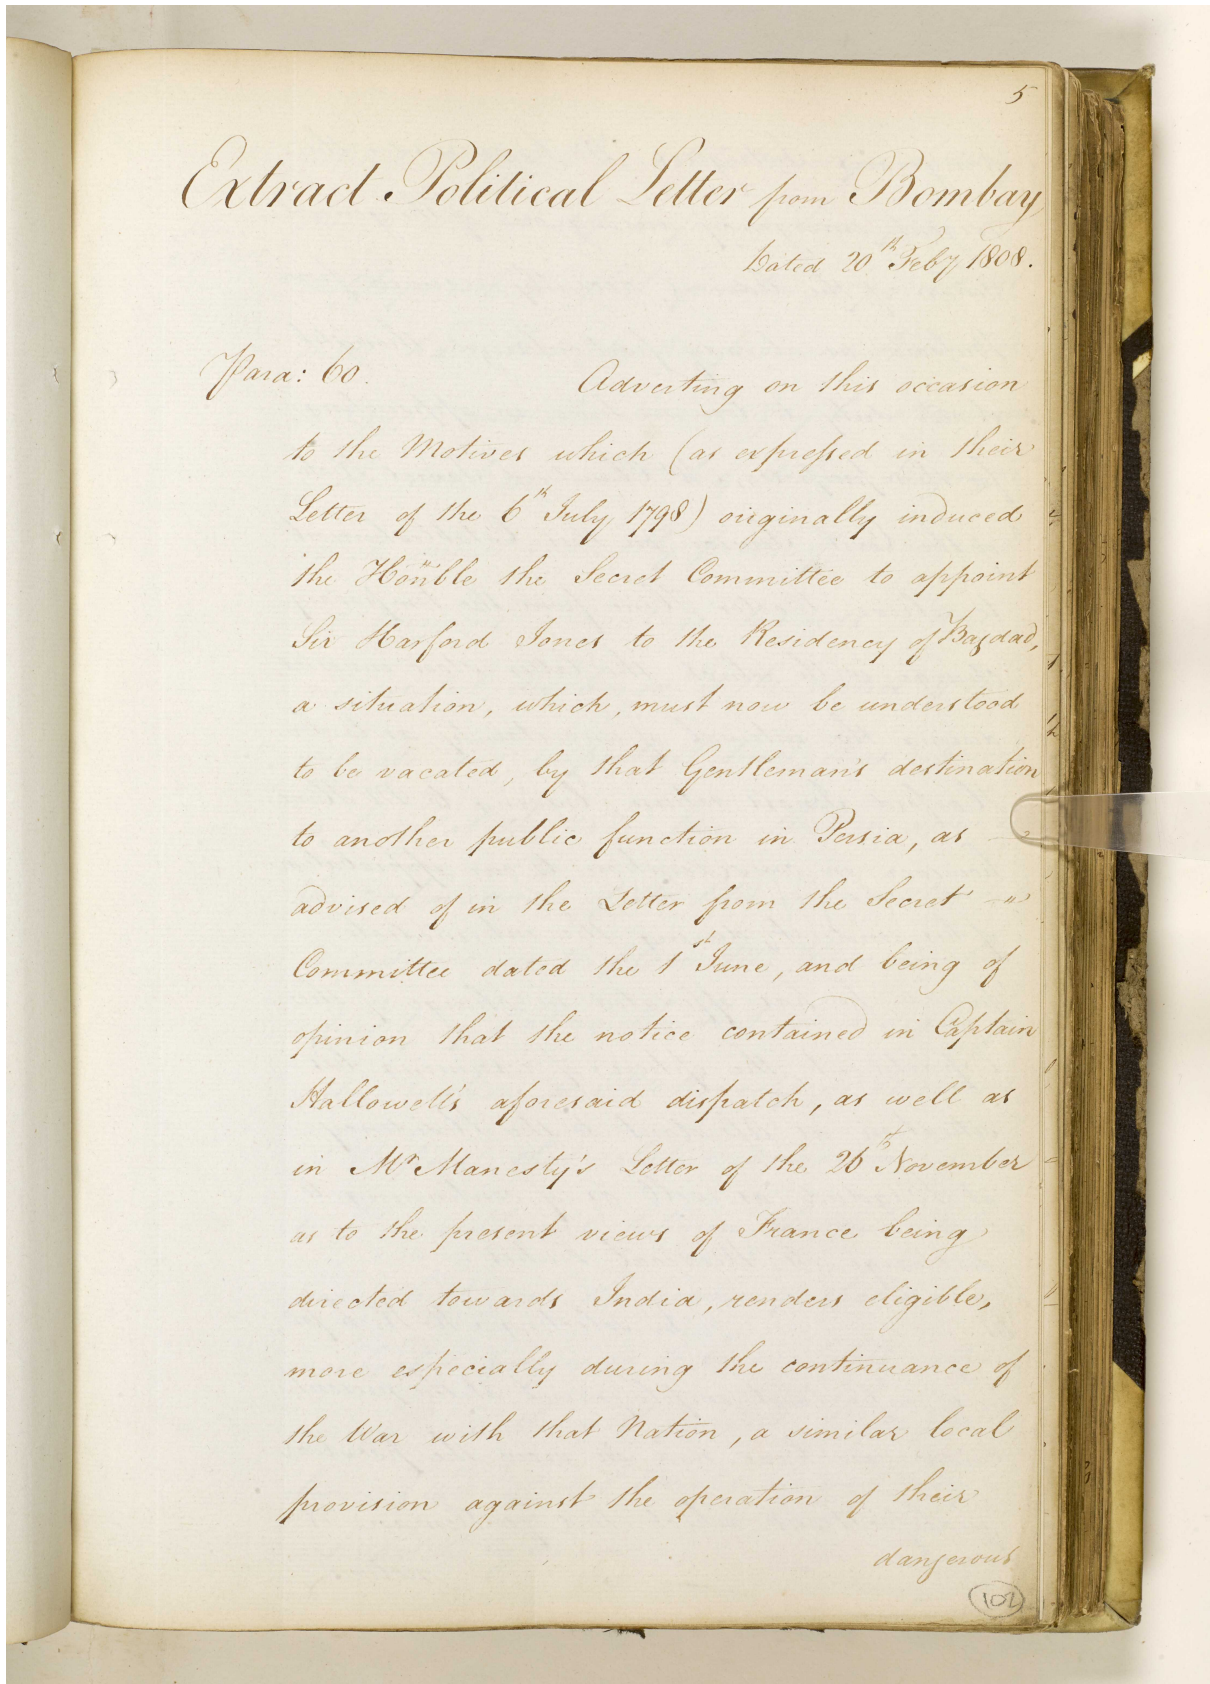 5
Extract Political Letter from Bombay
Dated 20th Feby 1808.
Para: 60. Adverting on this occasion
to the Motives which (as expressed in their
Letter of the 6th July 1798) originally induced
the Honble the Secret Committee to appoint
Sir Harford Jones to the Residency of Bagdad,
a situation, which, must now be understood
to be vacated, by that Gentleman's destination
to another public function in Persia, as
advised of in the Letter from the Secret
Committee dated the 1st June, and being of
opinion that the notice contained in Captain
Hallowell's aforesaid dispatch, as well as
in Mr Manesty's Letter of the 26th November
as to the present views of France being
directed towards India, renders eligible,
more especially during the continuance of
the War with that Nation, a similar local
provision against the operation of their
dangerous
102